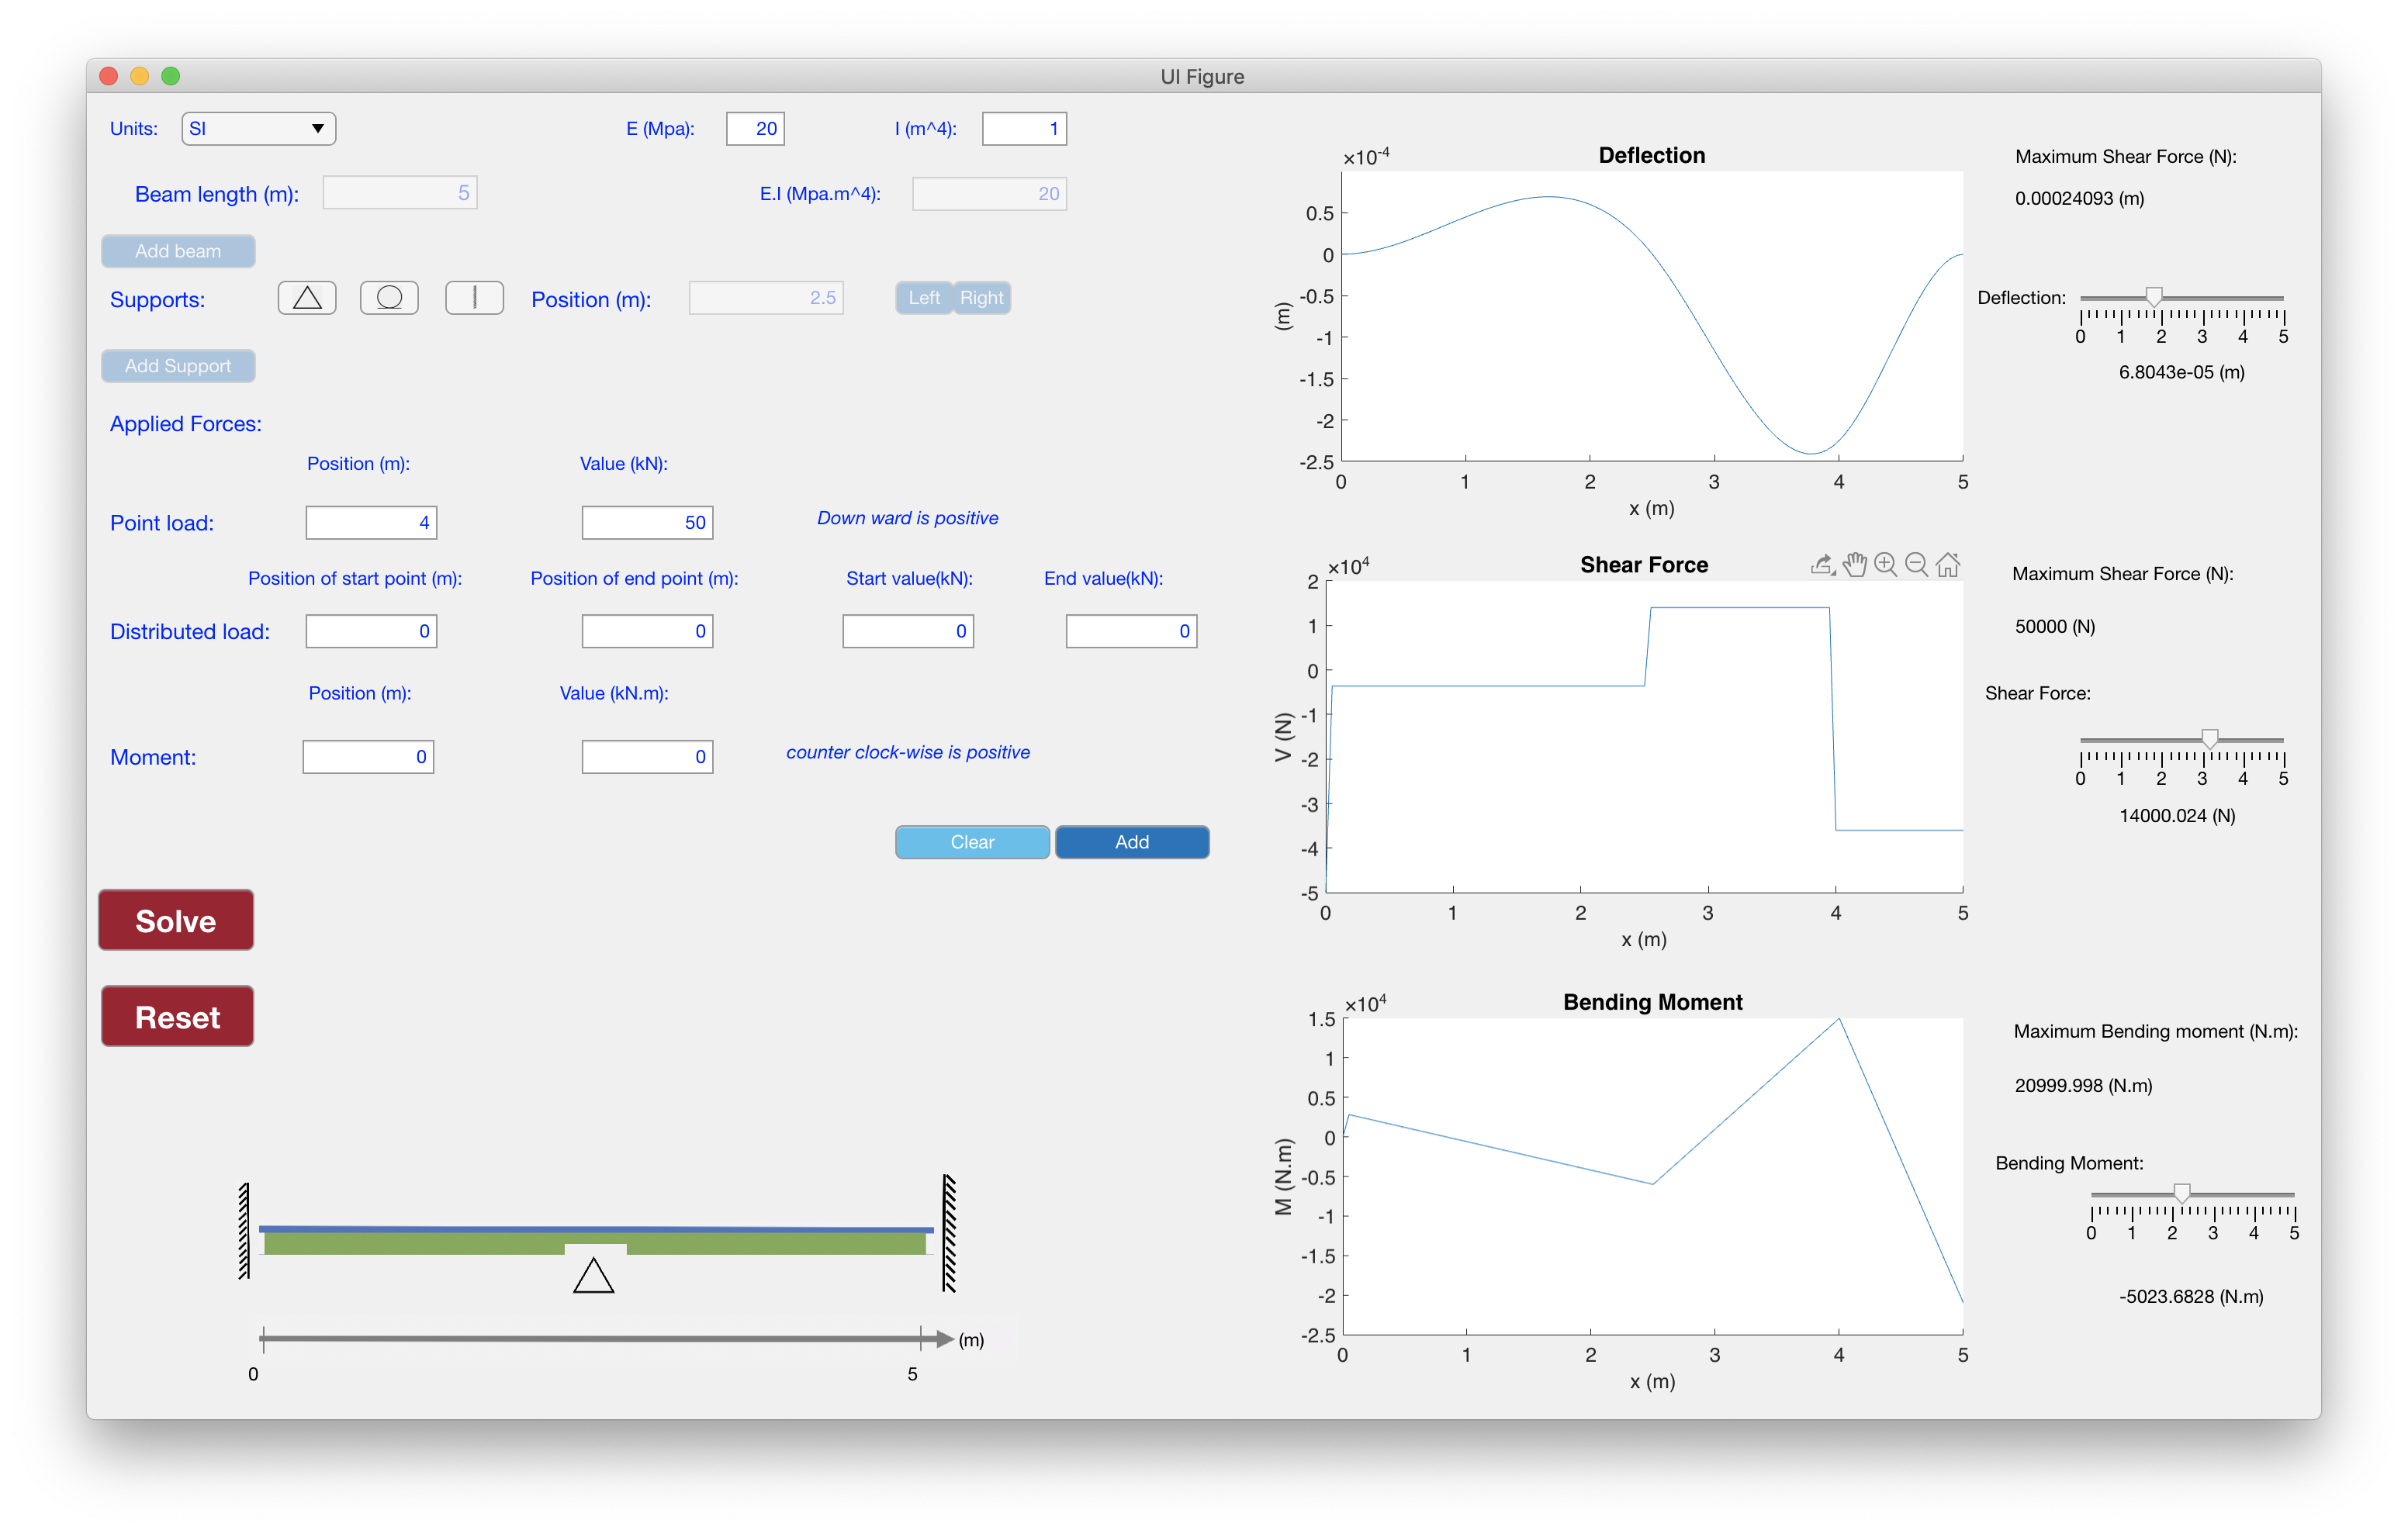 UI Figure
Units: SI
E (Mpa): 20
I (m^4): 1
Beam length (m): 5
E.I (Mpa.m^4): 20
Add beam
Supports:
Position (m): 2.5
Left Right
Add Support
Applied Forces:
Position (m): Value (kN):
Point load: 4 50 Down ward is positive
Position of start point (m): Position of end point (m): Start value(kN): End value(kN):
Distributed load: 0 0 0 0
Position (m): Value (kN.m):
Moment: 0 0 counter clock-wise is positive
Clear Add
Solve
Reset
(m)
0 5
×10-4 Deflection
0.5
0
-0.5
-1
-1.5
-2
-2.5
(m)
0 1 2 3 4 5
x (m)
Maximum Shear Force (N):
0.00024093 (m)
Deflection:
0 1 2 3 4 5
6.8043e-05 (m)
×10^4 Shear Force
2
1
0
-1
-2
-3
-4
-5
V (N)
0 1 2 3 4 5
x (m)
Maximum Shear Force (N):
50000 (N)
Shear Force:
0 1 2 3 4 5
14000.024 (N)
×10^4 Bending Moment
1.5
1
0.5
0
-0.5
-1
-1.5
-2
-2.5
M (N.m)
0 1 2 3 4 5
x (m)
Maximum Bending moment (N.m):
20999.998 (N.m)
Bending Moment:
0 1 2 3 4 5
-5023.6828 (N.m)